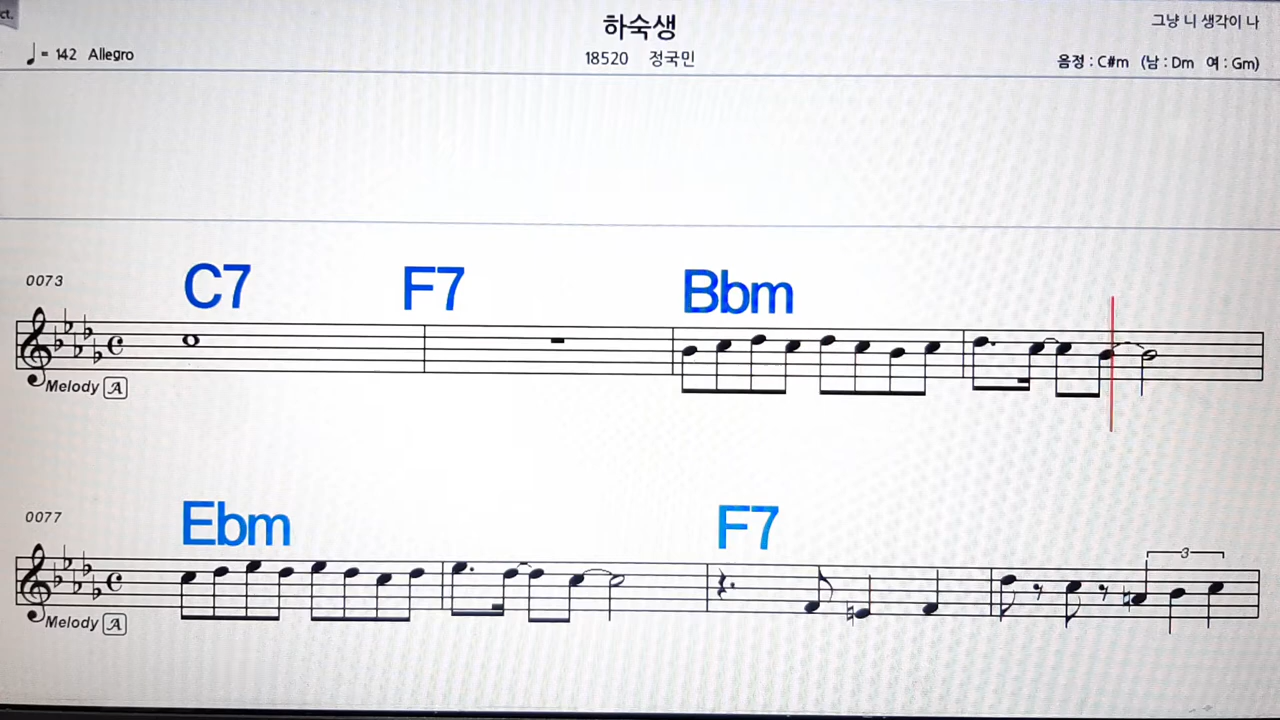 ct.
하숙생
그냥 니 생각이 나
♩ = 142 Allegro
18520 정국민
음정 : C#m (남 : Dm 여 : Gm)
0073
C7 F7 Bbm
Melody A
0077
Ebm F7
3
Melody A